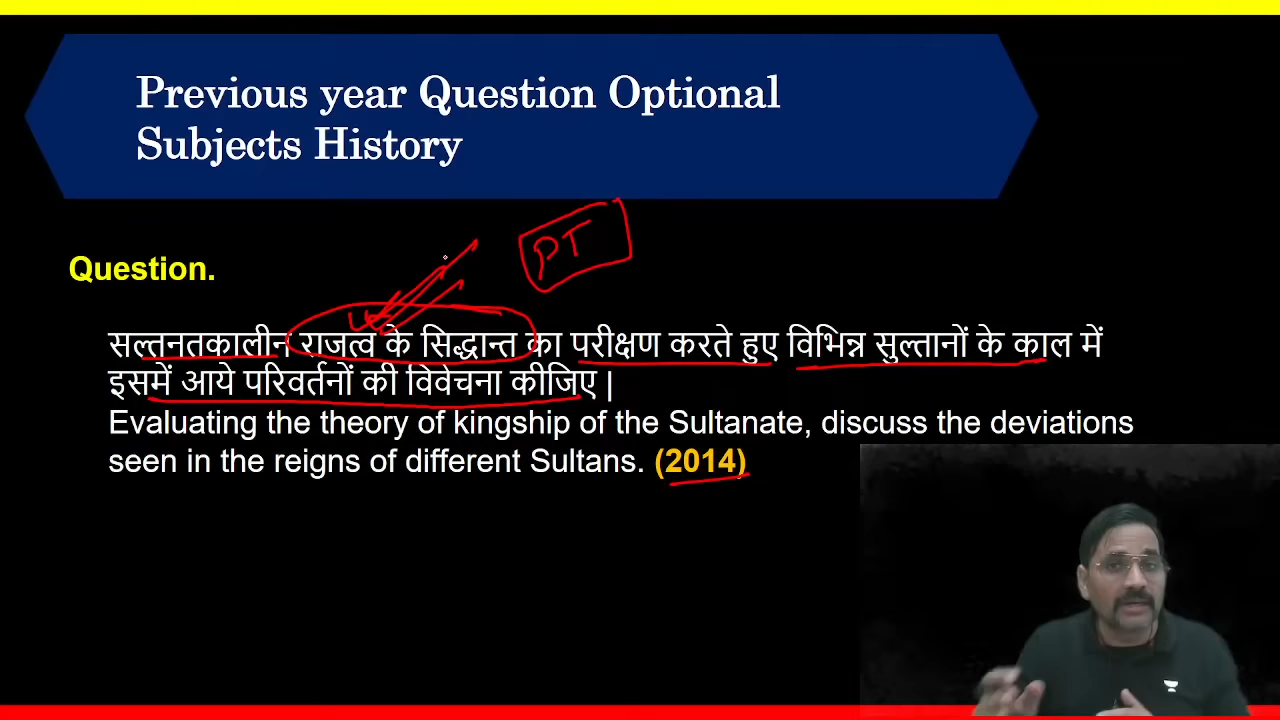 Previous year Question Optional
Subjects History
PT
Question.
सल्तनतकालीन राजत्व के सिद्धान्त का परीक्षण करते हुए विभिन्न सुल्तानों के काल में
इसमें आये परिवर्तनों की विवेचना कीजिए |
Evaluating the theory of kingship of the Sultanate, discuss the deviations
seen in the reigns of different Sultans. (2014)